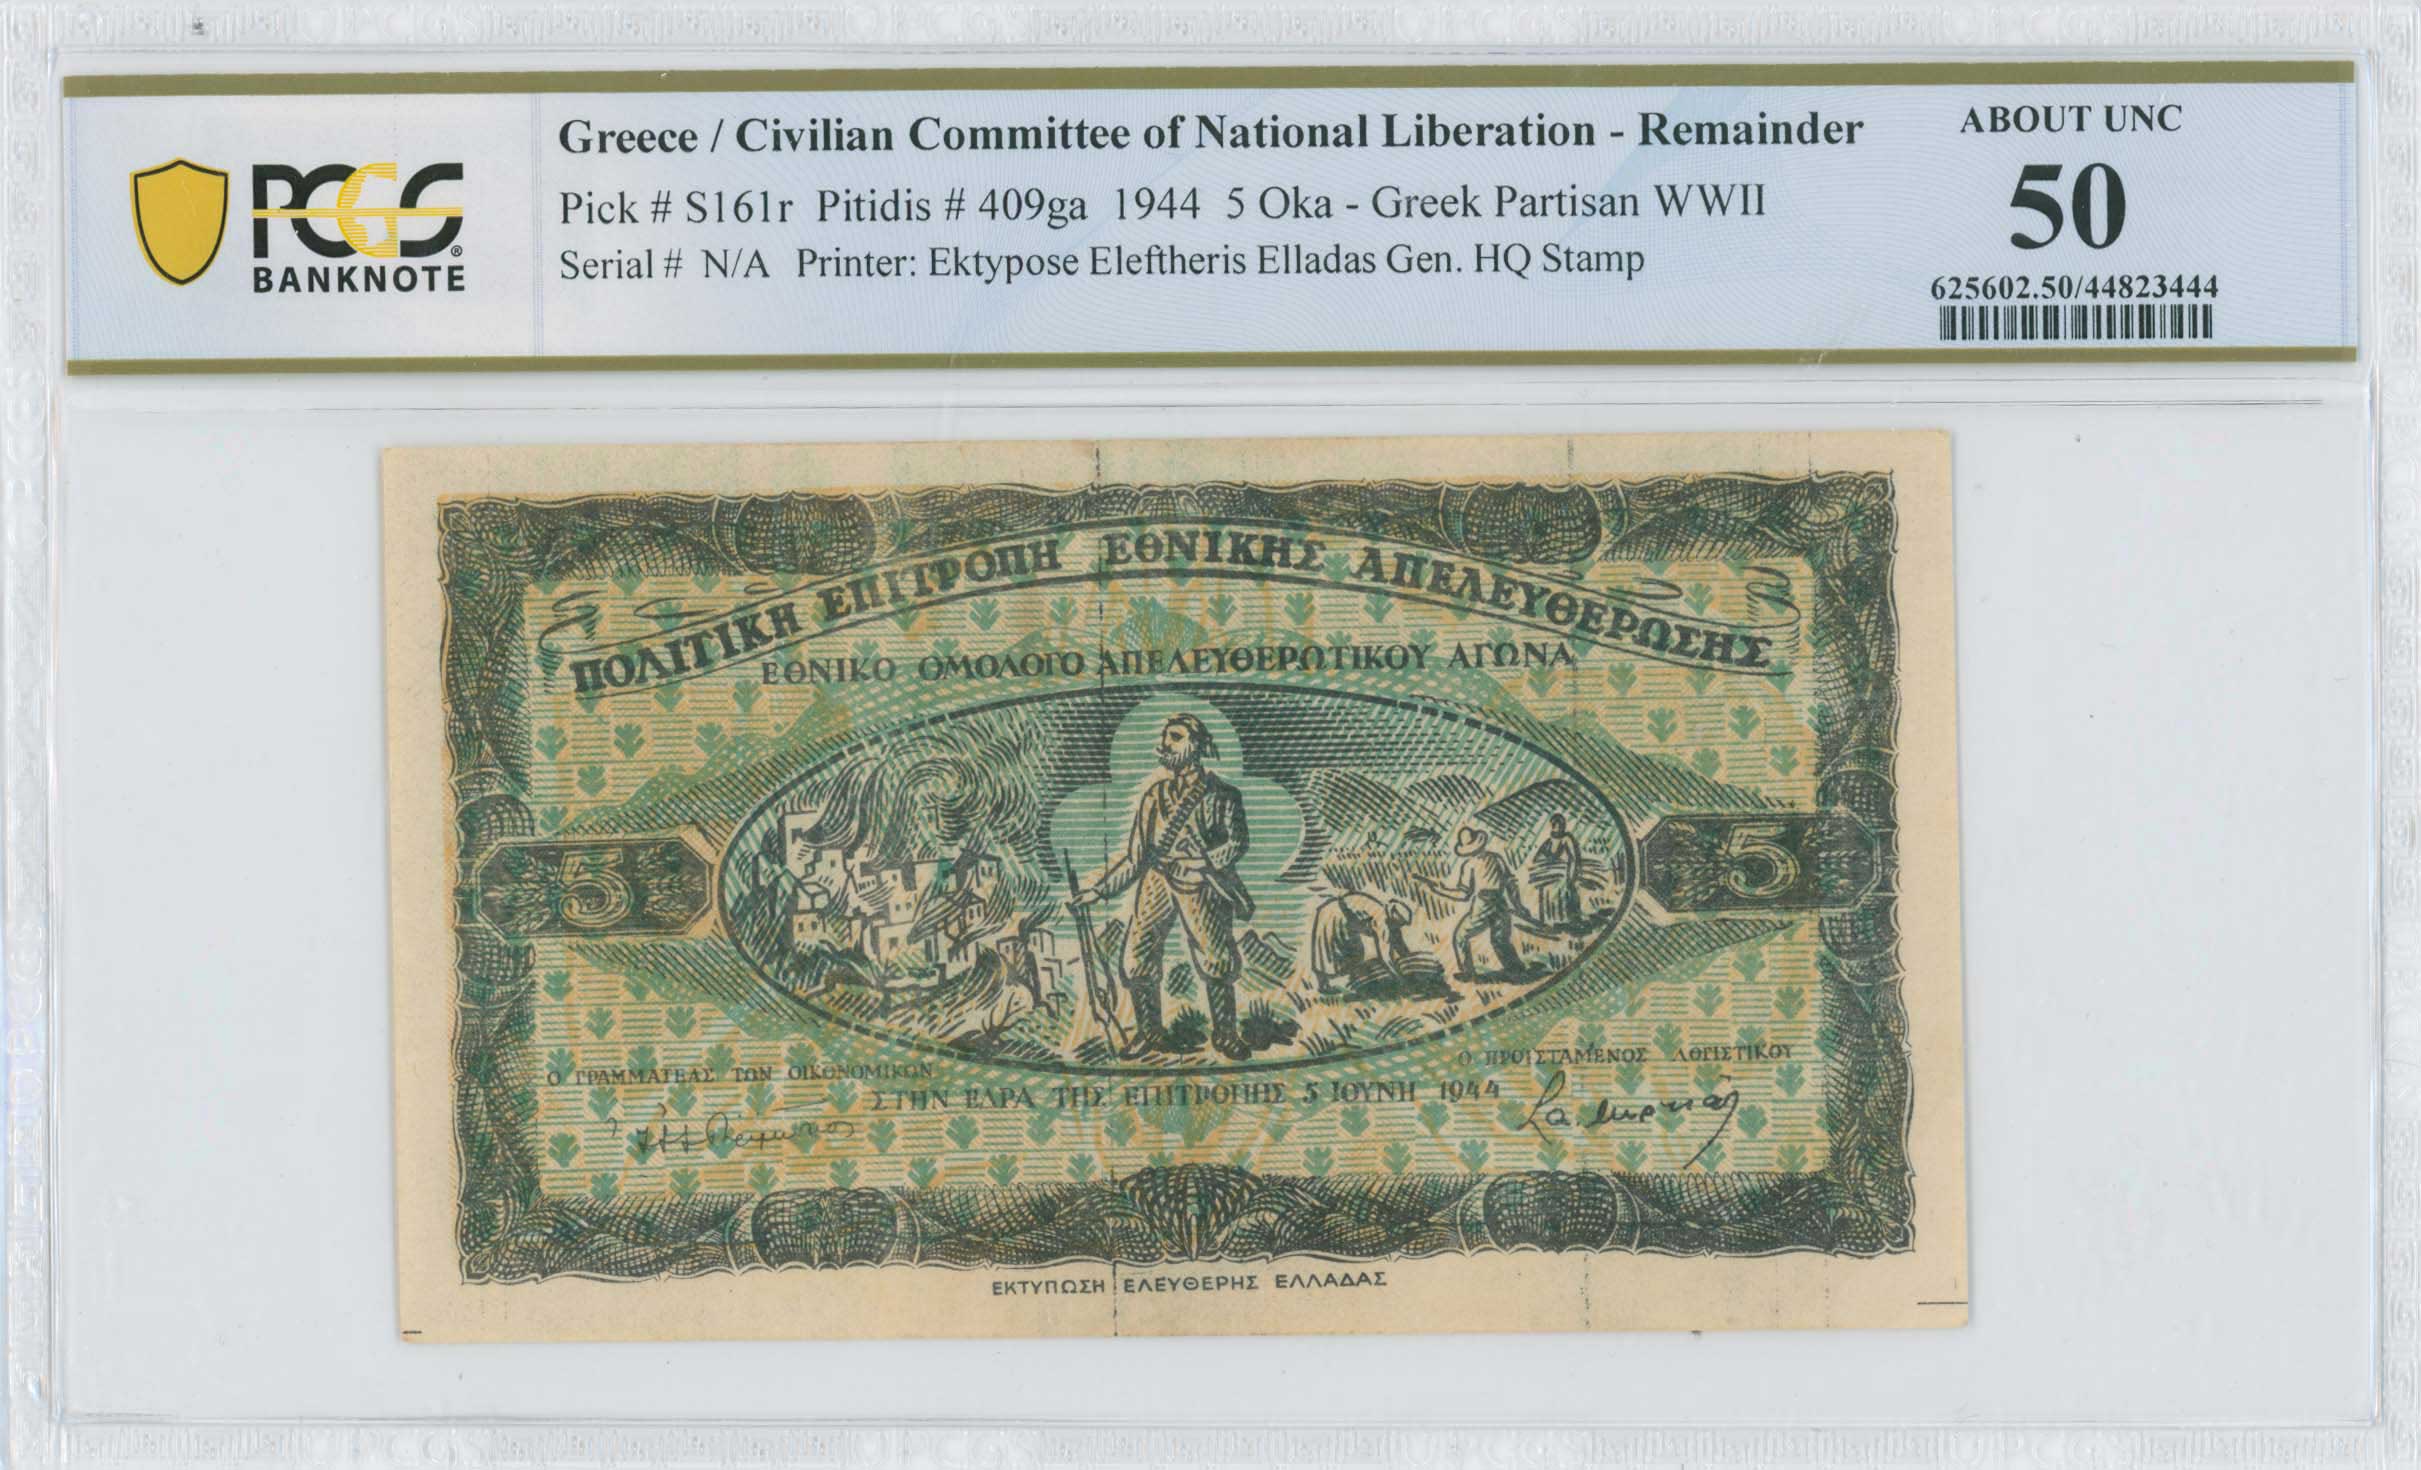 PCGS
BANKNOTE
Greece / Civilian Committee of National Liberation - Remainder
Pick # S161r Pitidis # 409ga 1944 5 Oka - Greek Partisan WWII
Serial # N/A Printer: Ektypose Eleftheris Elladas Gen. HQ Stamp
ABOUT UNC
50
625602.50/44823444
ΠΟΛΙΤΙΚΗ ΕΠΙΤΡΟΠΗ ΕΘΝΙΚΗΣ ΑΠΕΛΕΥΘΕΡΩΣΗΣ
ΕΘΝΙΚΟ ΟΜΟΛΟΓΟ ΑΠΕΛΕΥΘΕΡΩΤΙΚΟΥ ΑΓΩΝΑ
5 5
Ο ΓΡΑΜΜΑΤΕΑΣ ΤΩΝ ΟΙΚΟΝΟΜΙΚΩΝ
Ο ΠΡΟΪΣΤΑΜΕΝΟΣ ΛΟΓΙΣΤΙΚΟΥ
ΣΤΗΝ ΕΔΡΑ ΤΗΣ ΕΠΙΤΡΟΠΗΣ 5 ΙΟΥΝΗ 1944
ΕΚΤΥΠΩΣΗ ΕΛΕΥΘΕΡΗΣ ΕΛΛΑΔΑΣ